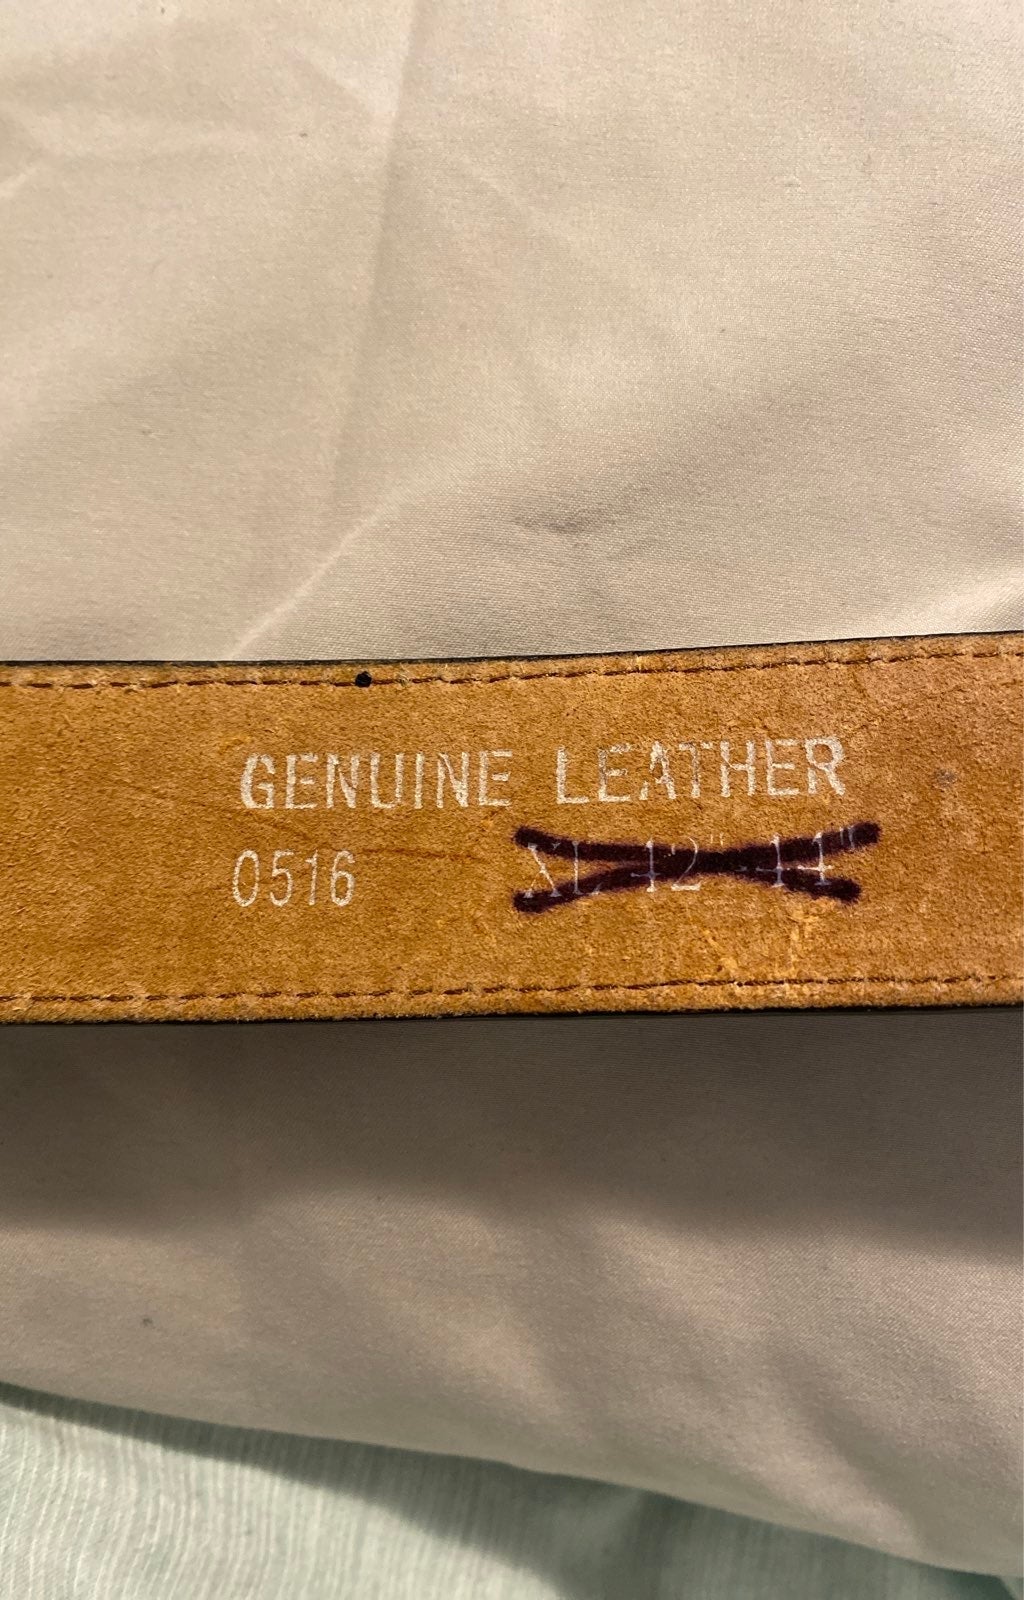 GENUINE LEATHER
0516 XL 42"-44"